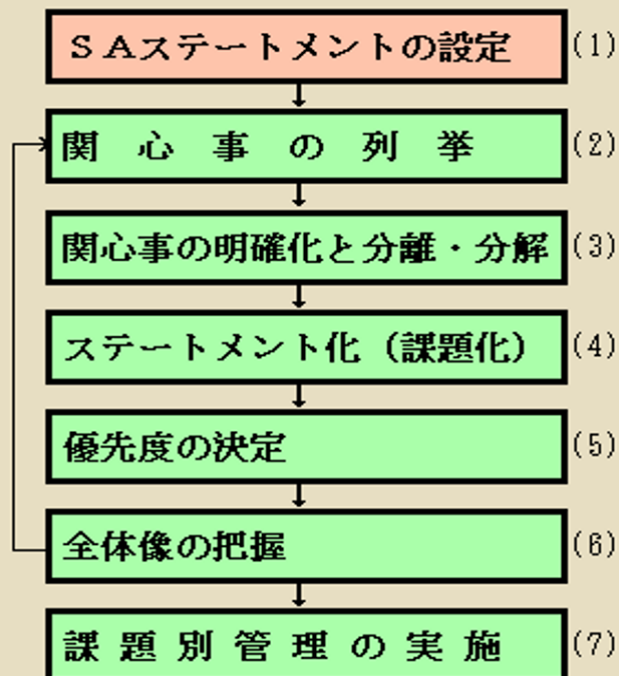 SAステートメントの設定 (1)
関心事の列挙 (2)
関心事の明確化と分離・分解 (3)
ステートメント化(課題化) (4)
優先度の決定 (5)
全体像の把握 (6)
課題別管理の実施 (7)